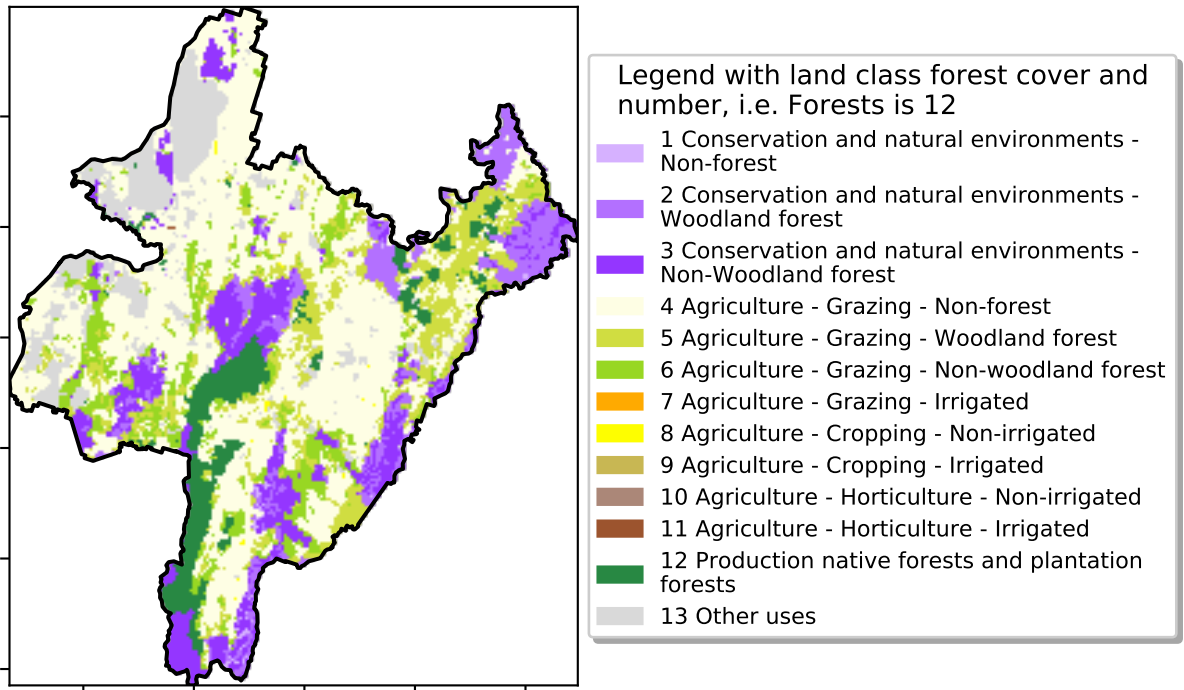 Legend with land class forest cover and
number, i.e. Forests is 12
1 Conservation and natural environments -
Non-forest
2 Conservation and natural environments -
Woodland forest
3 Conservation and natural environments -
Non-Woodland forest
4 Agriculture - Grazing - Non-forest
5 Agriculture - Grazing - Woodland forest
6 Agriculture - Grazing - Non-woodland forest
7 Agriculture - Grazing - Irrigated
8 Agriculture - Cropping - Non-irrigated
9 Agriculture - Cropping - Irrigated
10 Agriculture - Horticulture - Non-irrigated
11 Agriculture - Horticulture - Irrigated
12 Production native forests and plantation
forests
13 Other uses